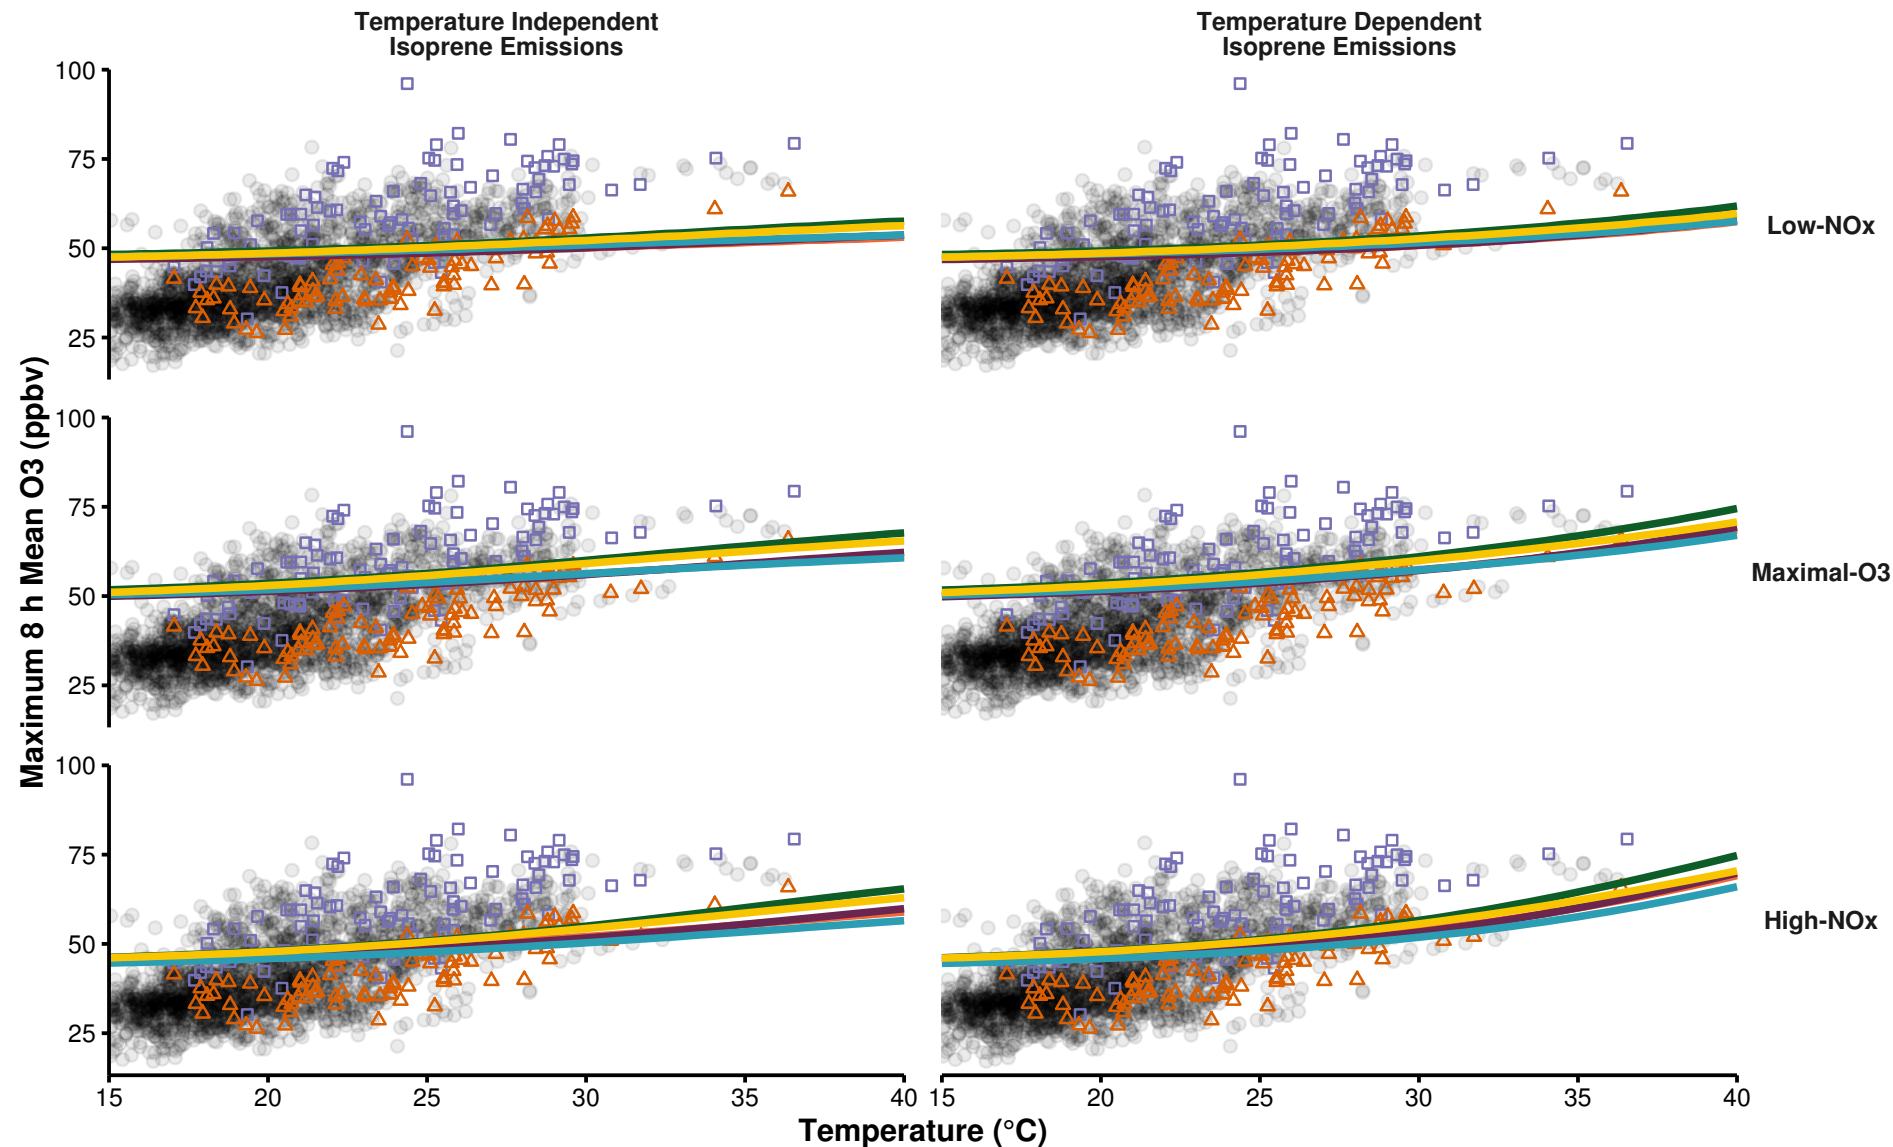 Temperature Independent
Isoprene Emissions
Temperature Dependent
Isoprene Emissions
Maximum 8 h Mean O3 (ppbv)
100
75
50
25
Low-NOx
100
75
50
25
Maximal-O3
100
75
50
25
High-NOx
15 20 25 30 35 40 15 20 25 30 35 40
Temperature (°C)